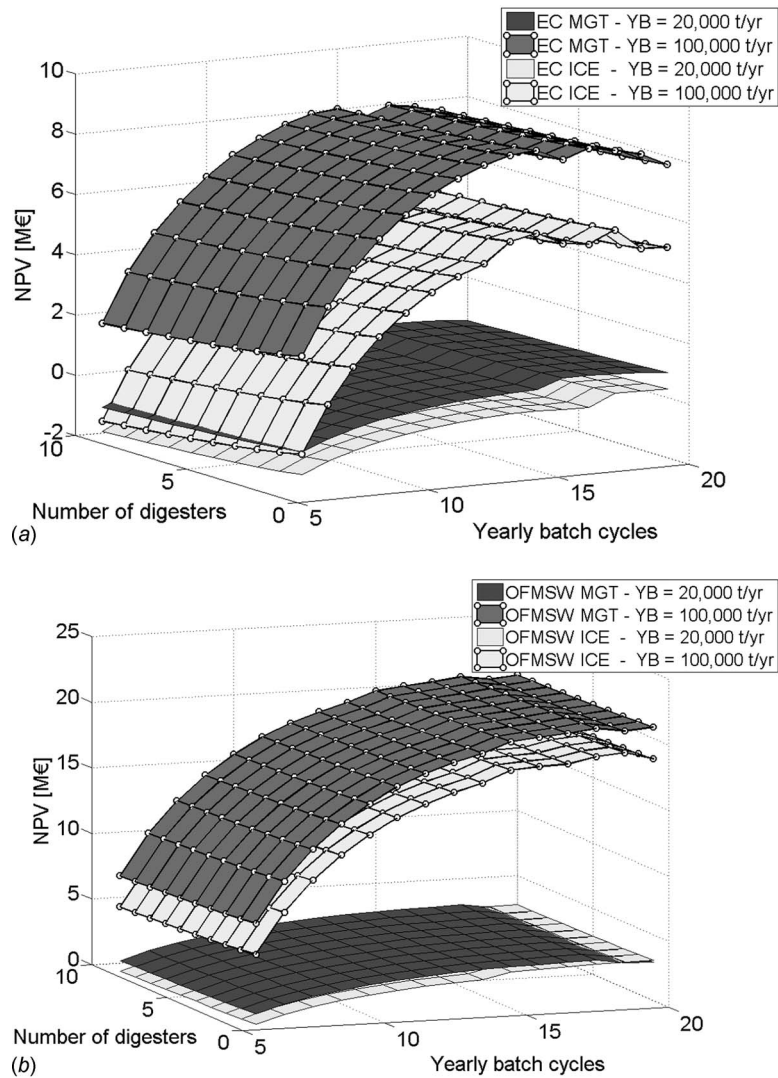 EC MGT - YB = 20,000 t/yr
EC MGT - YB = 100,000 t/yr
EC ICE - YB = 20,000 t/yr
EC ICE - YB = 100,000 t/yr
10
8
6
4
2
0
-2
NPV [M€]
10
5
0
Number of digesters
5
10
15
20
Yearly batch cycles
(a)
OFMSW MGT - YB = 20,000 t/yr
OFMSW MGT - YB = 100,000 t/yr
OFMSW ICE - YB = 20,000 t/yr
OFMSW ICE - YB = 100,000 t/yr
25
20
15
10
5
0
NPV [M€]
10
5
0
Number of digesters
5
10
15
20
Yearly batch cycles
(b)